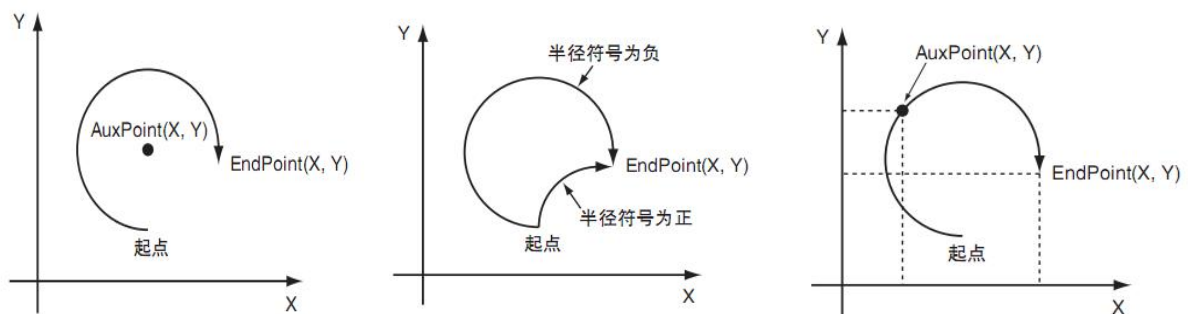 Y
AuxPoint(X, Y)
EndPoint(X, Y)
起点
X
Y
半径符号为负
EndPoint(X, Y)
半径符号为正
起点
X
Y
AuxPoint(X, Y)
EndPoint(X, Y)
起点
X